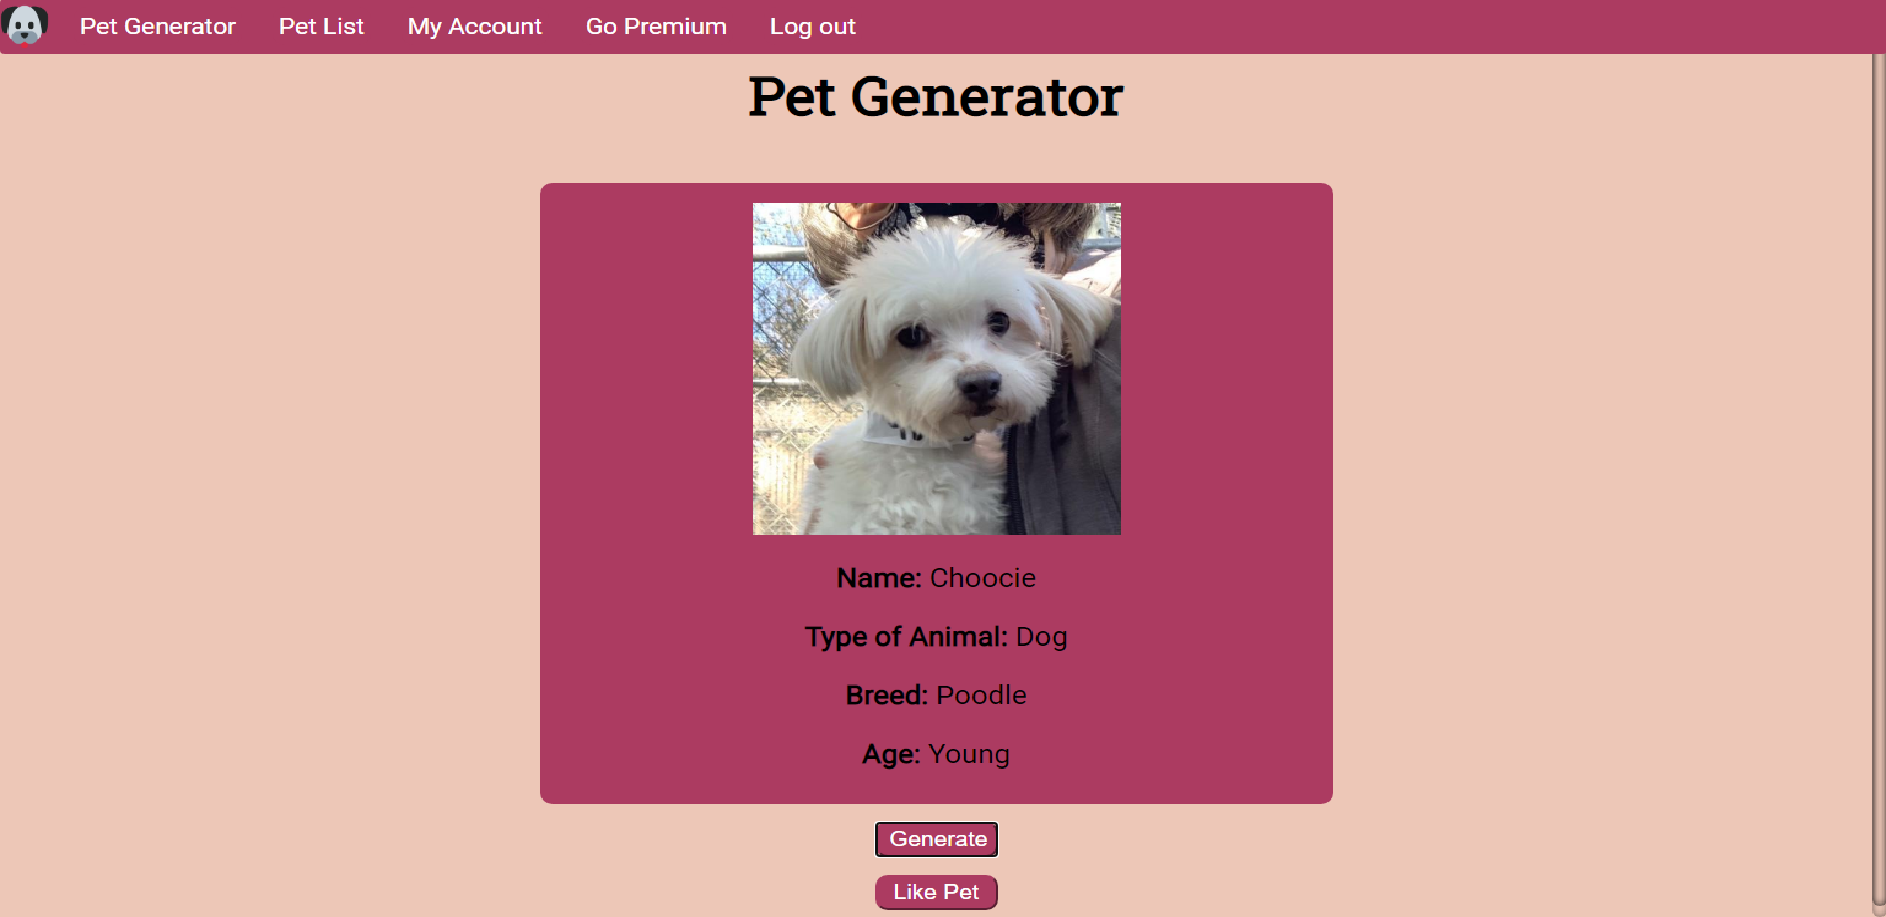 Pet Generator Pet List My Account Go Premium Log out
Pet Generator
Name: Choocie
Type of Animal: Dog
Breed: Poodle
Age: Young
Generate
Like Pet